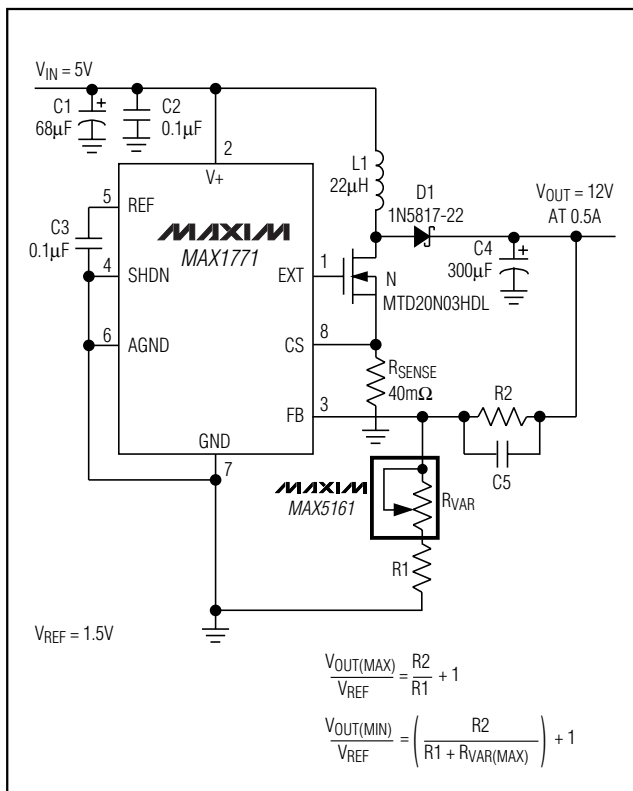 V_IN = 5V
C1
68µF
+
C2
0.1µF
2
V+
L1
22µH
D1
1N5817-22
V_OUT = 12V
AT 0.5A
5
REF
C3
0.1µF
MAXIM
MAX1771
4
SHDN
EXT
1
N
MTD20N03HDL
+
C4
300µF
6
AGND
CS
8
R_SENSE
40mΩ
R2
FB
3
C5
GND
7
MAXIM
MAX5161
R_VAR
R1
V_REF = 1.5V
V_OUT(MAX)/V_REF = R2/R1 + 1
V_OUT(MIN)/V_REF = (R2/(R1 + R_VAR(MAX))) + 1